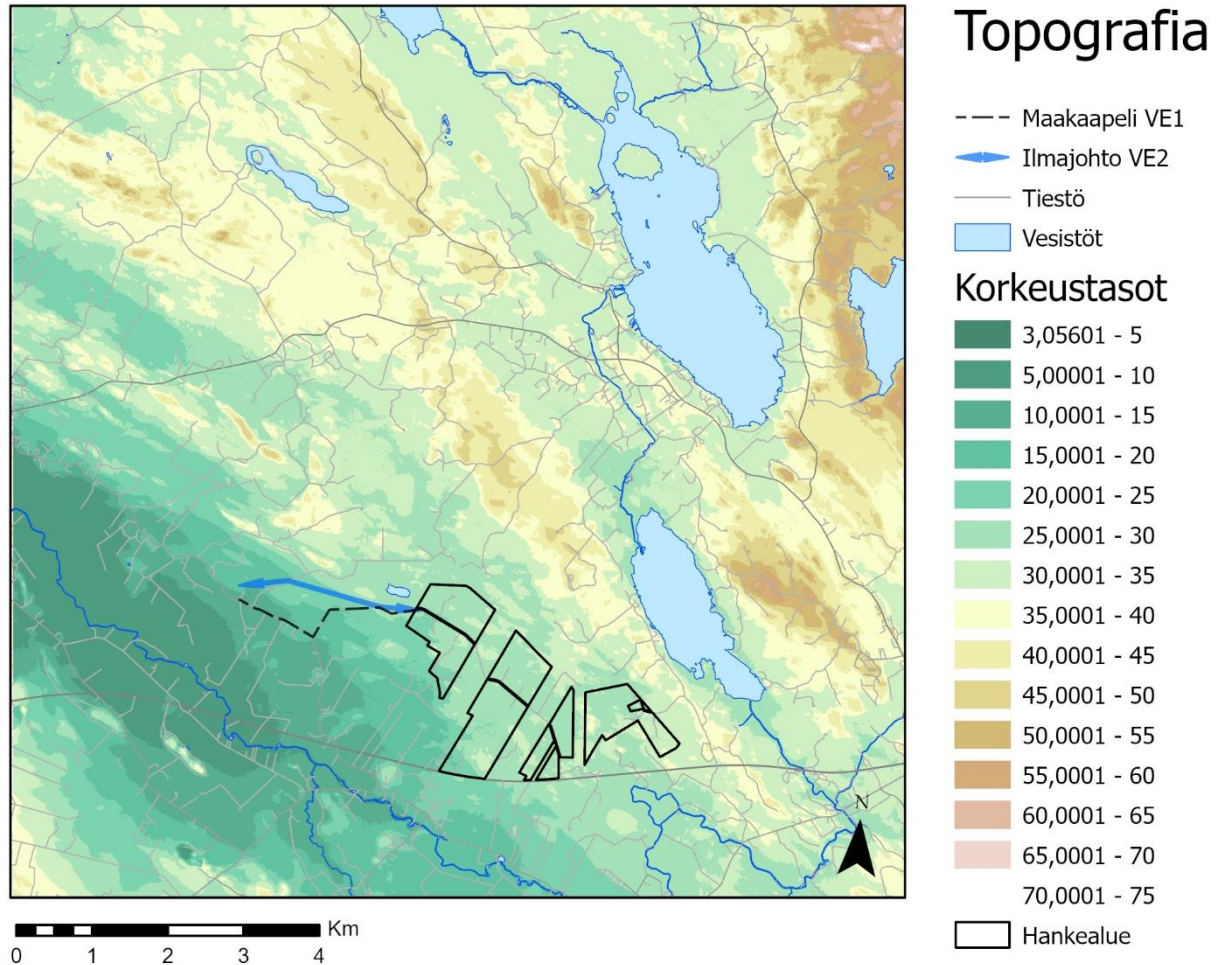 Topografia
Maakaapeli VE1
Ilmajohto VE2
Tiestö
Vesistöt
Korkeustasot
3,05601 - 5
5,00001 - 10
10,0001 - 15
15,0001 - 20
20,0001 - 25
25,0001 - 30
30,0001 - 35
35,0001 - 40
40,0001 - 45
45,0001 - 50
50,0001 - 55
55,0001 - 60
60,0001 - 65
65,0001 - 70
70,0001 - 75
Hankealue
N
Km
0 1 2 3 4